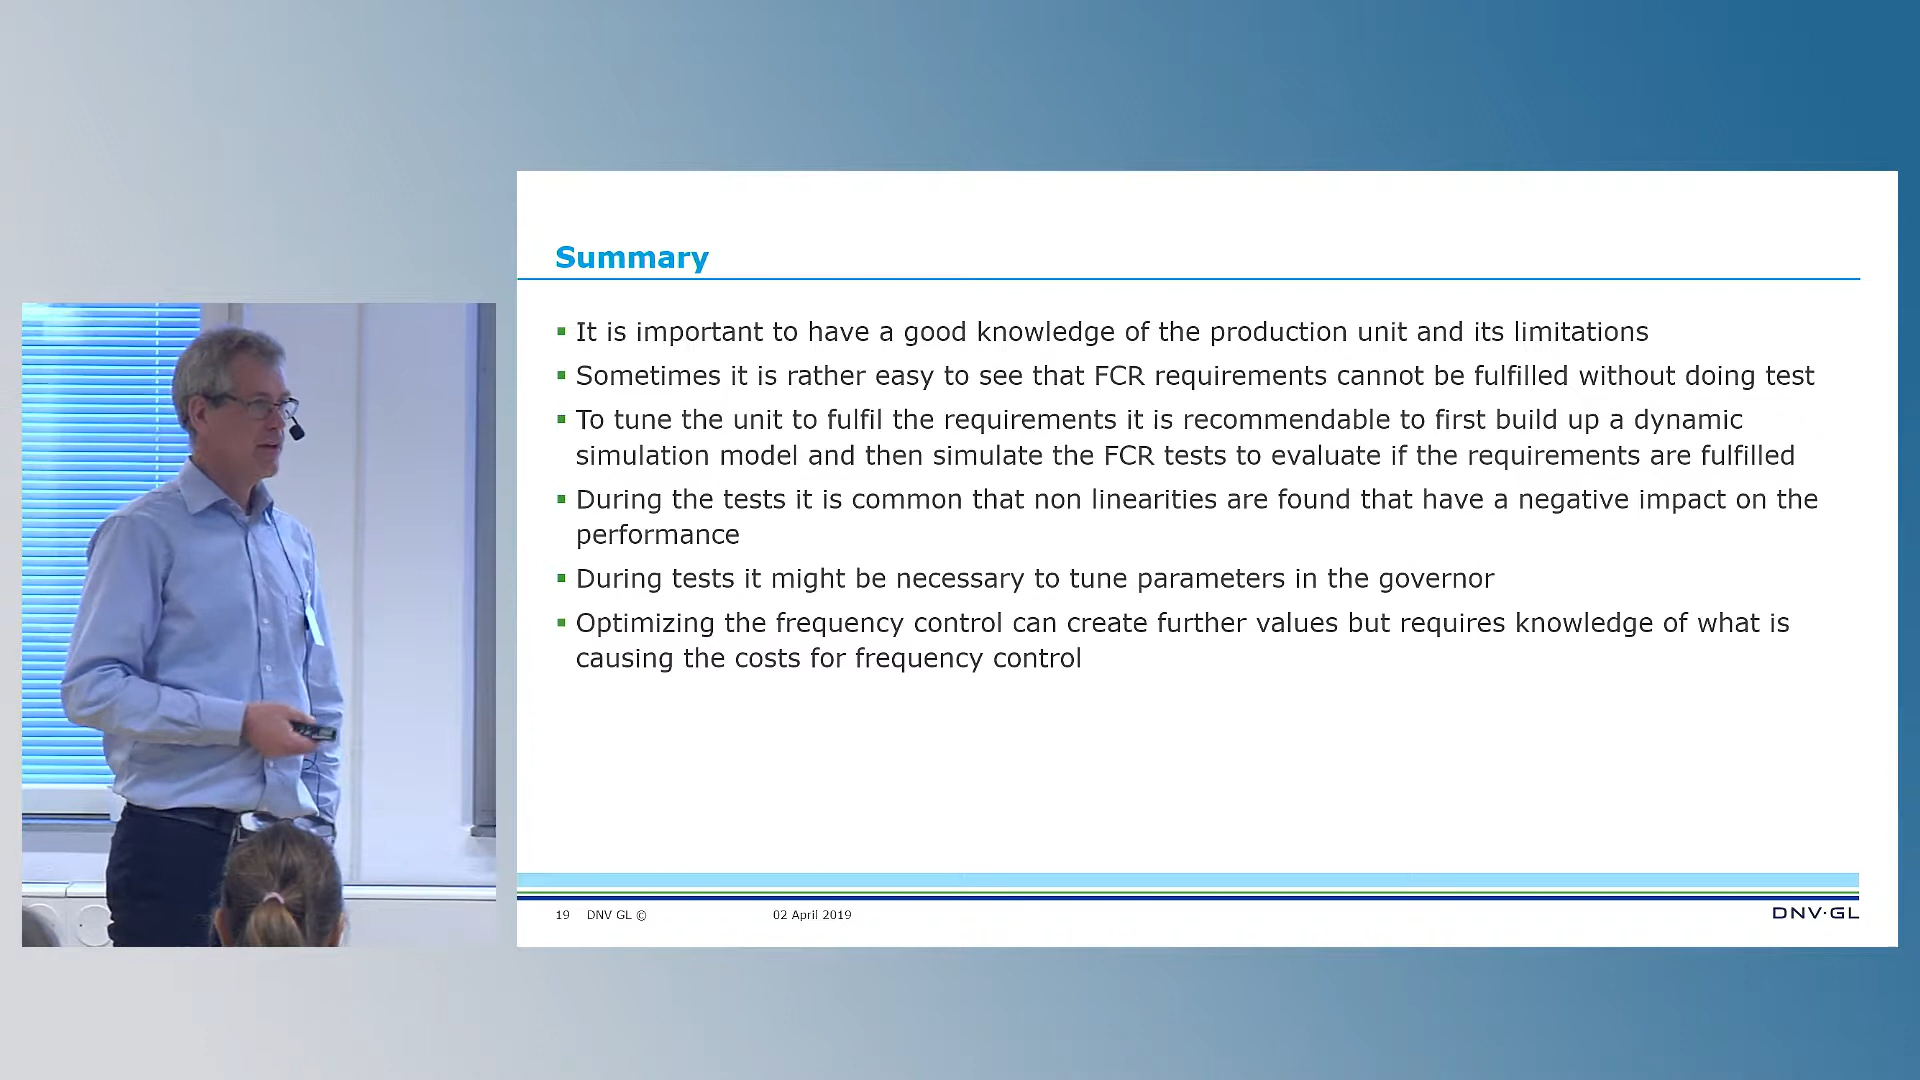 Summary
It is important to have a good knowledge of the production unit and its limitations
Sometimes it is rather easy to see that FCR requirements cannot be fulfilled without doing test
To tune the unit to fulfil the requirements it is recommendable to first build up a dynamic
simulation model and then simulate the FCR tests to evaluate if the requirements are fulfilled
During the tests it is common that non linearities are found that have a negative impact on the
performance
During tests it might be necessary to tune parameters in the governor
Optimizing the frequency control can create further values but requires knowledge of what is
causing the costs for frequency control
19 DNV GL © 02 April 2019
DNV·GL